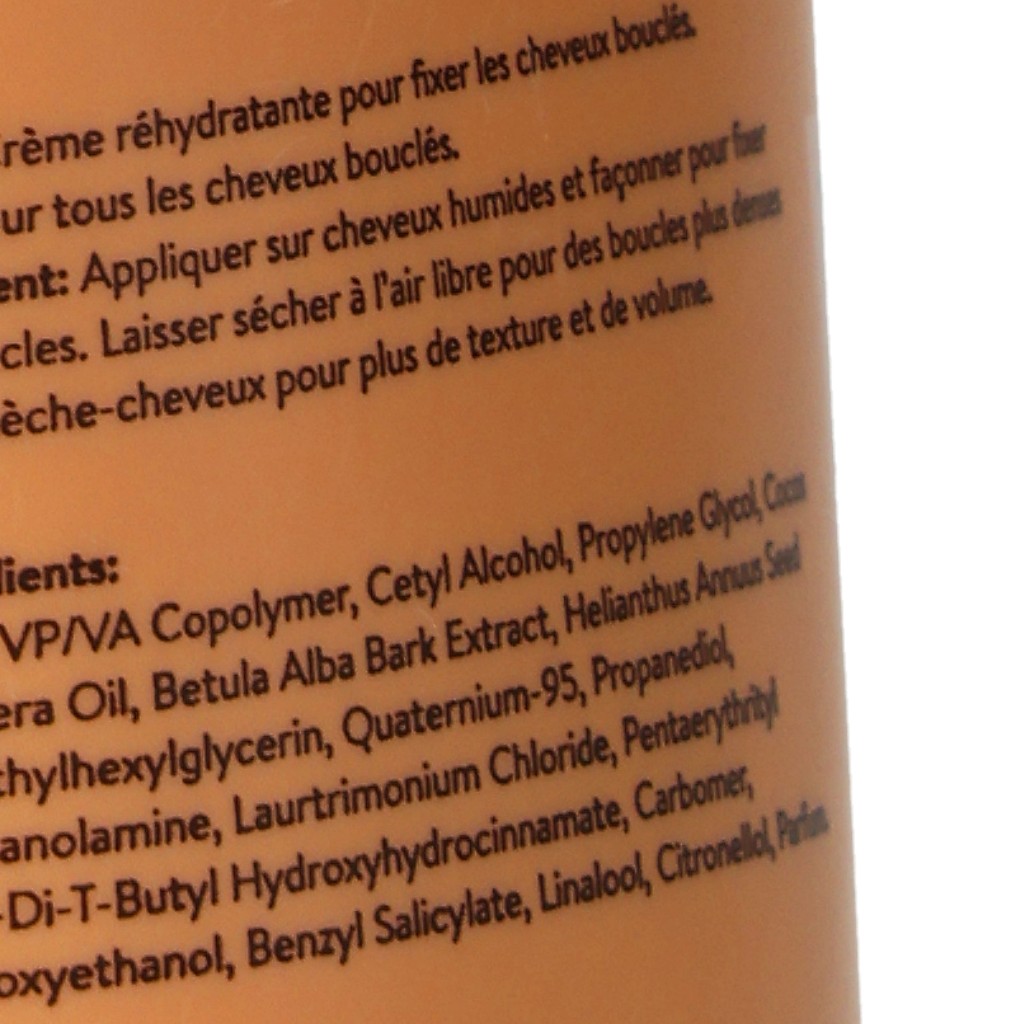 rème réhydratante pour fixer les cheveux bouclés.
ur tous les cheveux bouclés.
ent: Appliquer sur cheveux humides et façonner pour fixer
cles. Laisser sécher à l'air libre pour des boucles plus denses
èche-cheveux pour plus de texture et de volume.
lients:
VP/VA Copolymer, Cetyl Alcohol, Propylene Glycol, Cocos
era Oil, Betula Alba Bark Extract, Helianthus Annuus Seed
thylhexylglycerin, Quaternium-95, Propanediol,
anolamine, Laurtrimonium Chloride, Pentaerythrityl
-Di-T-Butyl Hydroxyhydrocinnamate, Carbomer,
oxyethanol, Benzyl Salicylate, Linalool, Citronellol, Parfum.